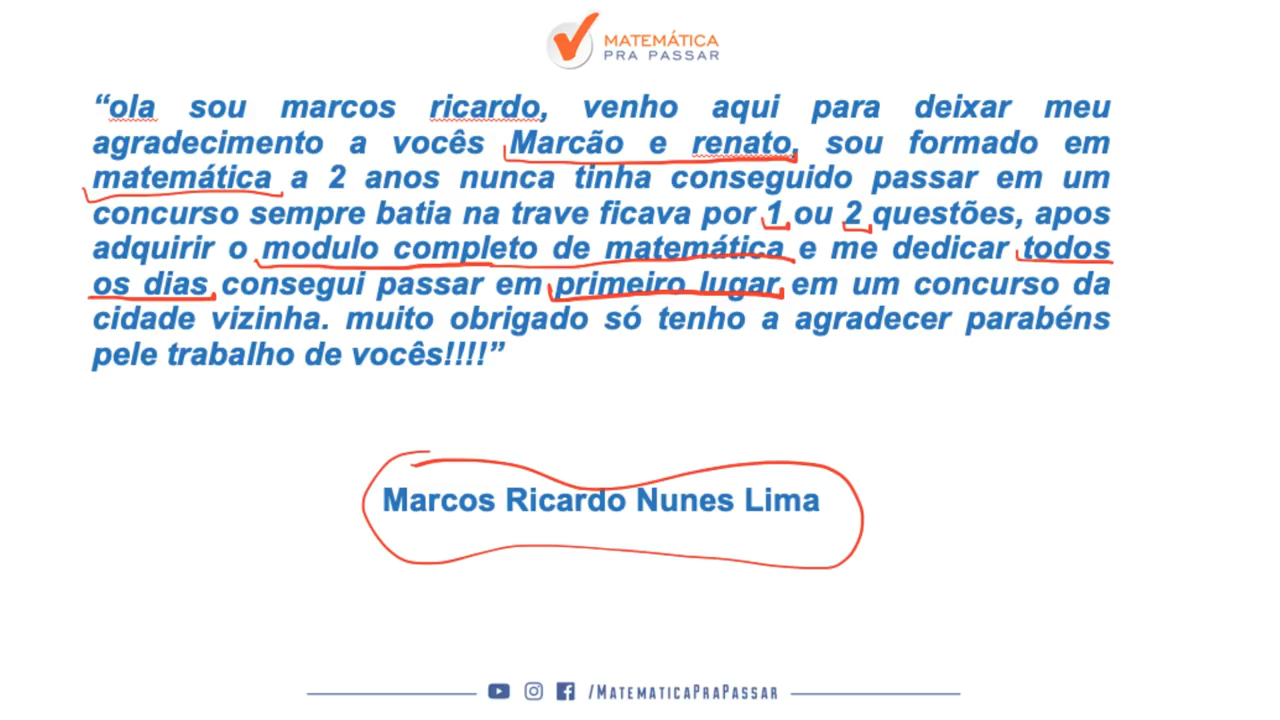 MATEMÁTICA
PRA PASSAR
“ola sou marcos ricardo, venho aqui para deixar meu
agradecimento a vocês Marcão e renato, sou formado em
matemática a 2 anos nunca tinha conseguido passar em um
concurso sempre batia na trave ficava por 1 ou 2 questões, apos
adquirir o modulo completo de matemática e me dedicar todos
os dias consegui passar em primeiro lugar em um concurso da
cidade vizinha. muito obrigado só tenho a agradecer parabéns
pele trabalho de vocês!!!!”
Marcos Ricardo Nunes Lima
/MATEMATICAPRAPASSAR